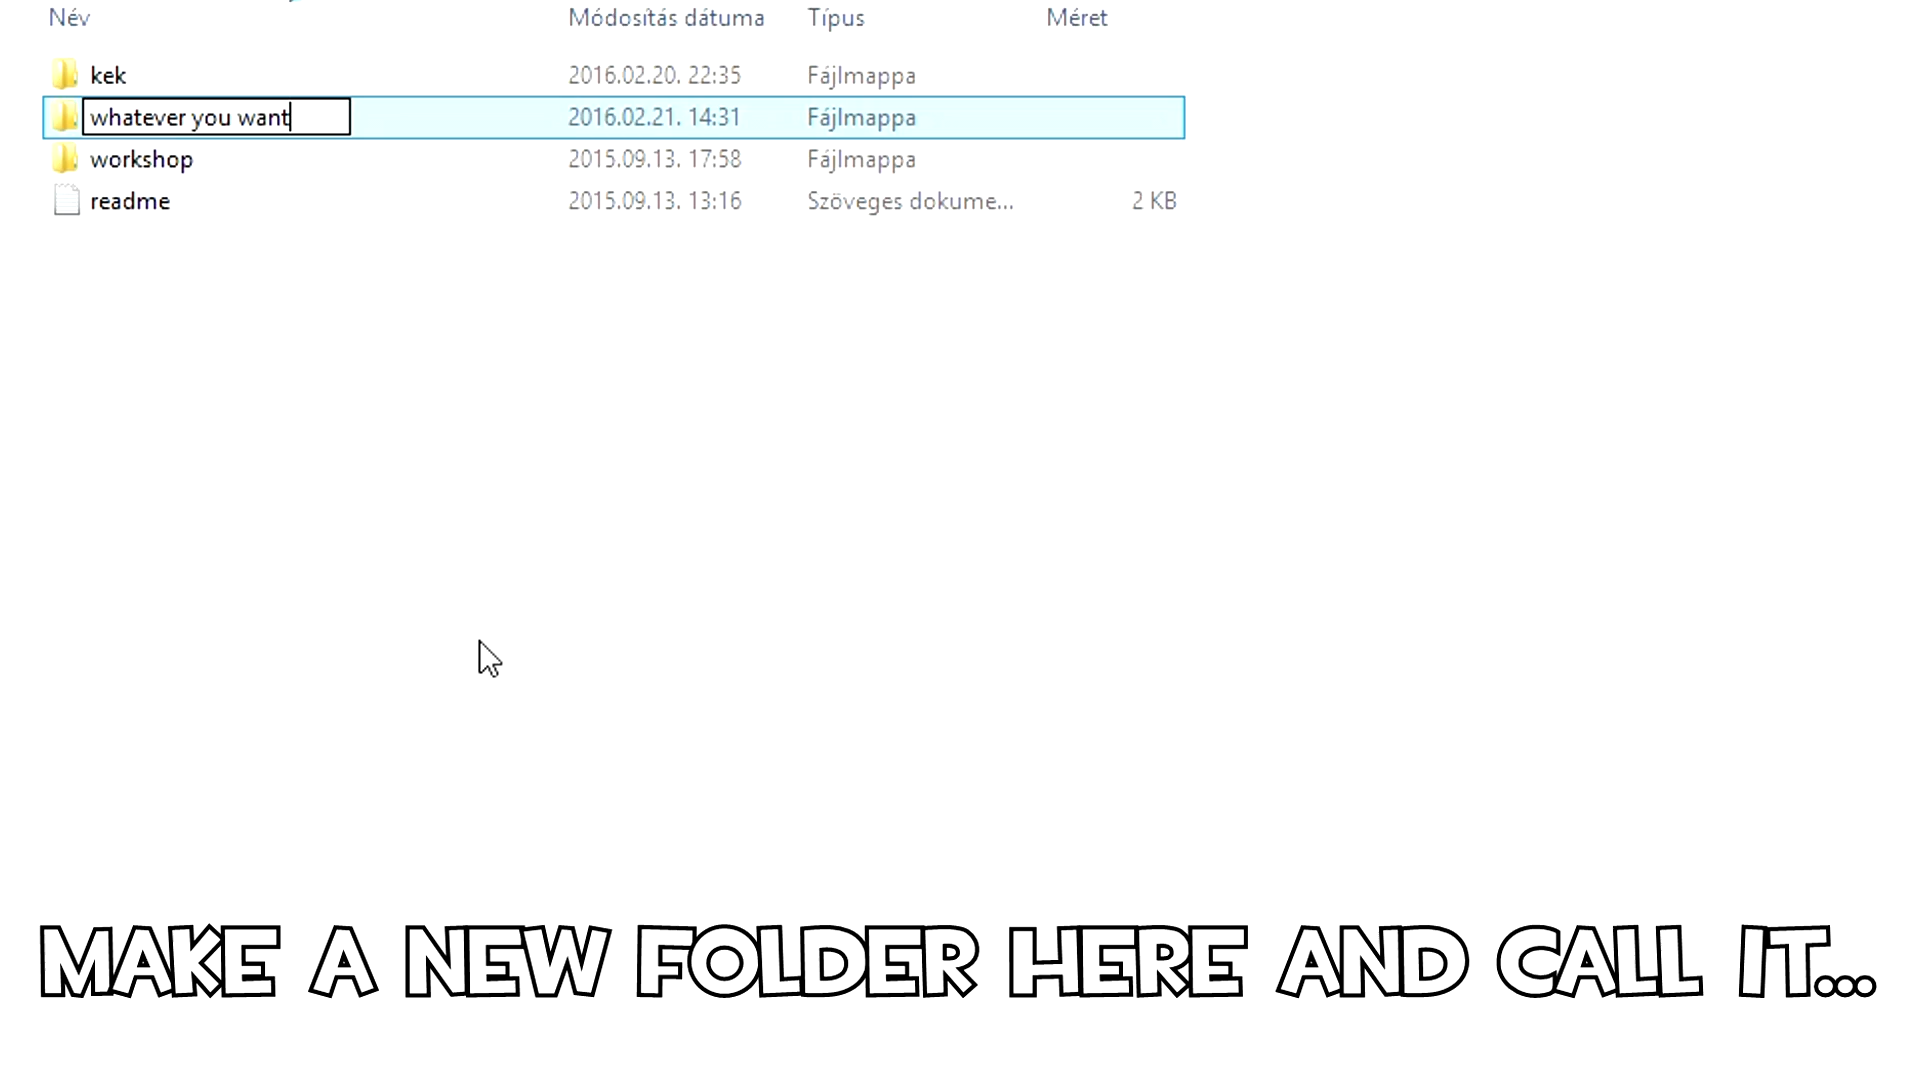 Név Módosítás dátuma Típus Méret
kek 2016.02.20. 22:35 Fájlmappa
whatever you want 2016.02.21. 14:31 Fájlmappa
workshop 2015.09.13. 17:58 Fájlmappa
readme 2015.09.13. 13:16 Szöveges dokume... 2 KB
MAKE A NEW FOLDER HERE AND CALL IT...